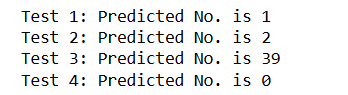 Test 1: Predicted No. is 1
Test 2: Predicted No. is 2
Test 3: Predicted No. is 39
Test 4: Predicted No. is 0